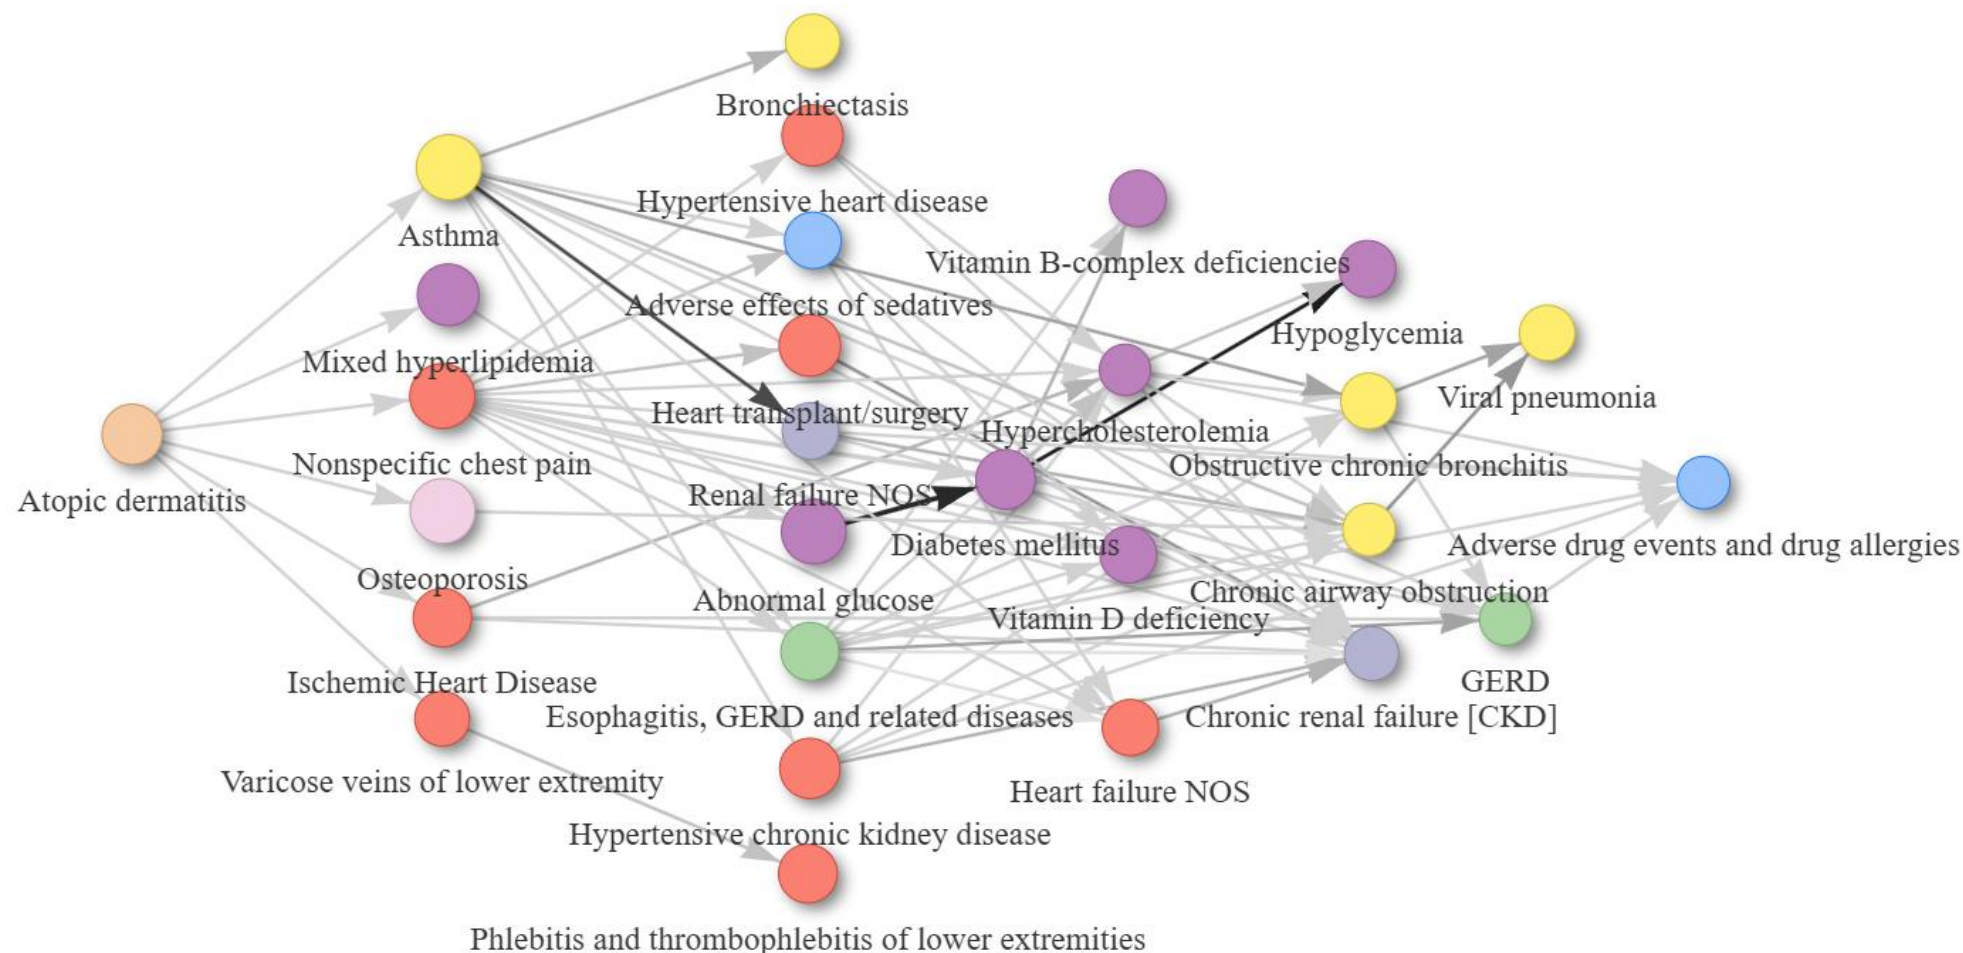 Bronchiectasis
Hypertensive heart disease
Asthma
Vitamin B-complex deficiencies
Adverse effects of sedatives
Hypoglycemia
Mixed hyperlipidemia
Viral pneumonia
Heart transplant/surgery
Hypercholesterolemia
Nonspecific chest pain
Obstructive chronic bronchitis
Atopic dermatitis
Renal failure NOS
Diabetes mellitus
Adverse drug events and drug allergies
Osteoporosis
Chronic airway obstruction
Abnormal glucose
Vitamin D deficiency
Ischemic Heart Disease
GERD
Esophagitis, GERD and related diseases
Chronic renal failure [CKD]
Varicose veins of lower extremity
Heart failure NOS
Hypertensive chronic kidney disease
Phlebitis and thrombophlebitis of lower extremities